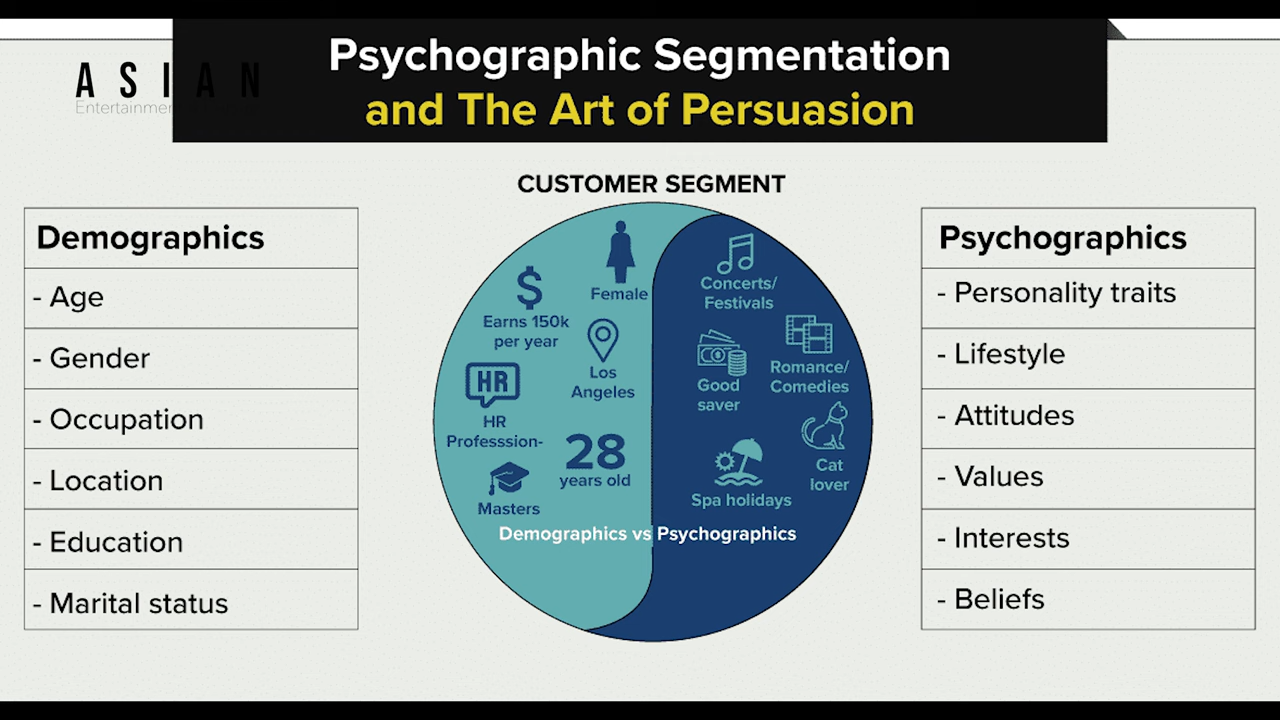 Psychographic Segmentation
and The Art of Persuasion
ASIAN
CUSTOMER SEGMENT
Demographics
- Age
- Gender
- Occupation
- Location
- Education
- Marital status
Female
$
Earns 150k
per year
Los
Angeles
HR
HR
Professsion-
28
years old
Masters
Concerts/
Festivals
Romance/
Comedies
Good
saver
Cat
lover
Spa holidays
Demographics vs Psychographics
Psychographics
- Personality traits
- Lifestyle
- Attitudes
- Values
- Interests
- Beliefs